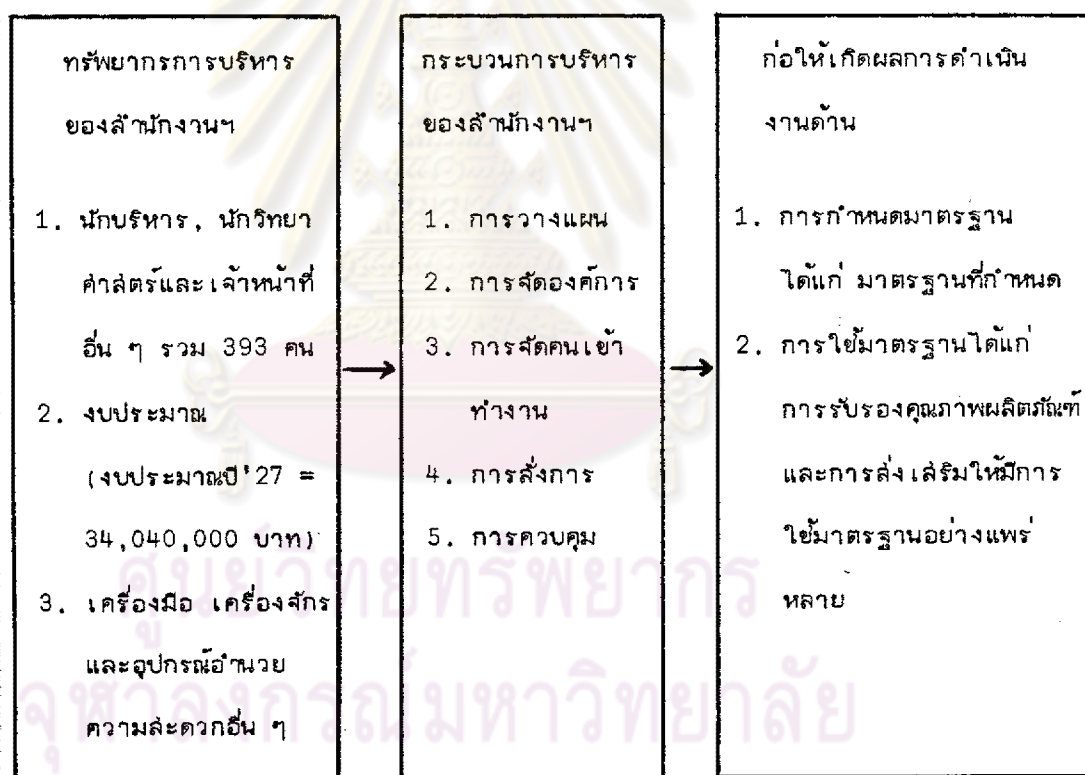 ทรัพยากรการบริหาร
ของสำนักงานฯ
1. นักบริหาร, นักวิทยา
ศาสตร์และเจ้าหน้าที่
อื่น ๆ รวม 393 คน
2. งบประมาณ
(งบประมาณปี'27 =
34,040,000 บาท)
3. เครื่องมือ เครื่องจักร
และอุปกรณ์อำนวย
ความสะดวกอื่น ๆ
กระบวนการบริหาร
ของสำนักงานฯ
1. การวางแผน
2. การจัดองค์การ
3. การจัดคนเข้า
ทำงาน
4. การสั่งการ
5. การควบคุม
ก่อให้เกิดผลการดำเนิน
งานด้าน
1. การกำหนดมาตรฐาน
ได้แก่ มาตรฐานที่กำหนด
2. การใช้มาตรฐานได้แก่
การรับรองคุณภาพผลิตภัณฑ์
และการส่งเสริมให้มีการ
ใช้มาตรฐานอย่างแพร่
หลาย
ศูนย์วิทยทรัพยากร
จุฬาลงกรณ์มหาวิทยาลัย